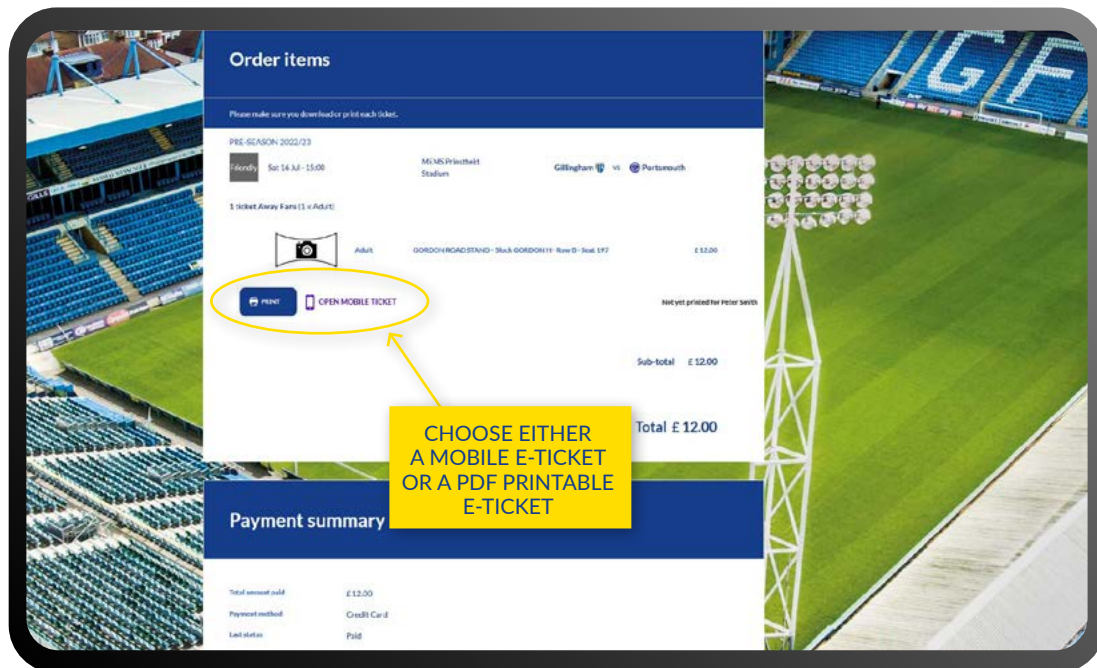 Order items
Please make sure you download or print each ticket.
PRE-SEASON 2022/23
Friendly Sat 16 Jul - 15:00 MEMS Priestfield Stadium Gillingham vs Portsmouth
1 ticket Away Fans (1 x Adult)
Adult GORDON ROAD STAND - Block GORDON H - Row D - Seat 197 £ 12.00
PRINT OPEN MOBILE TICKET Not yet printed for Peter Smith
Sub-total £ 12.00
Total £ 12.00
CHOOSE EITHER
A MOBILE E-TICKET
OR A PDF PRINTABLE
E-TICKET
Payment summary
Total amount paid £ 12.00
Payment method Credit Card
Last status Paid
GF